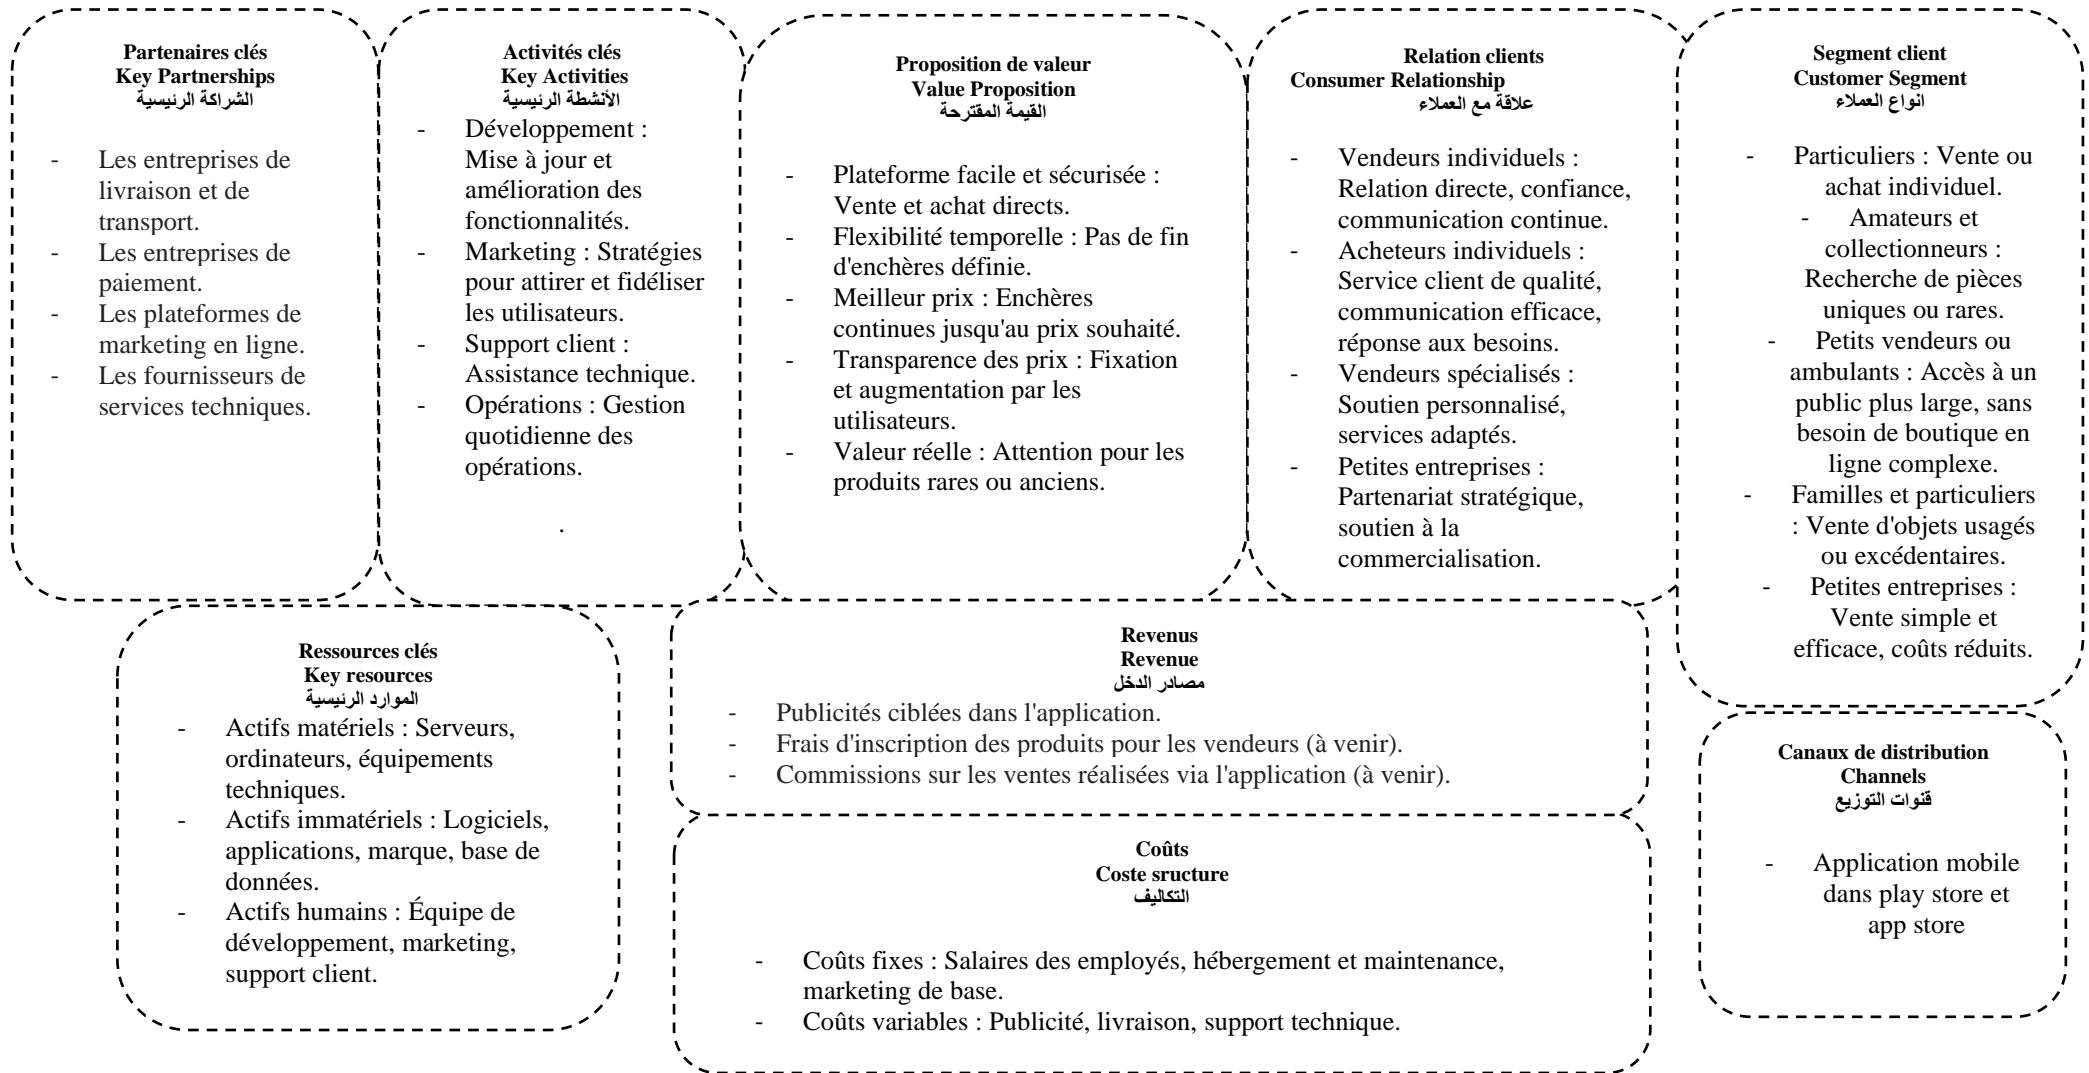 Partenaires clés
Key Partnerships
الشراكة الرئيسية
- Les entreprises de
livraison et de
transport.
- Les entreprises de
paiement.
- Les plateformes de
marketing en ligne.
- Les fournisseurs de
services techniques.
Activités clés
Key Activities
الأنشطة الرئيسية
- Développement :
Mise à jour et
amélioration des
fonctionnalités.
- Marketing : Stratégies
pour attirer et fidéliser
les utilisateurs.
- Support client :
Assistance technique.
- Opérations : Gestion
quotidienne des
opérations.
.
Proposition de valeur
Value Proposition
القيمة المقترحة
- Plateforme facile et sécurisée :
Vente et achat directs.
- Flexibilité temporelle : Pas de fin
d'enchères définie.
- Meilleur prix : Enchères
continues jusqu'au prix souhaité.
- Transparence des prix : Fixation
et augmentation par les
utilisateurs.
- Valeur réelle : Attention pour les
produits rares ou anciens.
Relation clients
Consumer Relationship
علاقة مع العملاء
- Vendeurs individuels :
Relation directe, confiance,
communication continue.
- Acheteurs individuels :
Service client de qualité,
communication efficace,
réponse aux besoins.
- Vendeurs spécialisés :
Soutien personnalisé,
services adaptés.
- Petites entreprises :
Partenariat stratégique,
soutien à la
commercialisation.
Segment client
Customer Segment
انواع العملاء
- Particuliers : Vente ou
achat individuel.
- Amateurs et
collectionneurs :
Recherche de pièces
uniques ou rares.
- Petits vendeurs ou
ambulants : Accès à un
public plus large, sans
besoin de boutique en
ligne complexe.
- Familles et particuliers
: Vente d'objets usagés
ou excédentaires.
- Petites entreprises :
Vente simple et
efficace, coûts réduits.
Ressources clés
Key resources
الموارد الرئيسية
- Actifs matériels : Serveurs,
ordinateurs, équipements
techniques.
- Actifs immatériels : Logiciels,
applications, marque, base de
données.
- Actifs humains : Équipe de
développement, marketing,
support client.
Revenus
Revenue
مصادر الدخل
- Publicités ciblées dans l'application.
- Frais d'inscription des produits pour les vendeurs (à venir).
- Commissions sur les ventes réalisées via l'application (à venir).
Coûts
Coste sructure
التكاليف
- Coûts fixes : Salaires des employés, hébergement et maintenance,
marketing de base.
- Coûts variables : Publicité, livraison, support technique.
Canaux de distribution
Channels
قنوات التوزيع
- Application mobile
dans play store et
app store